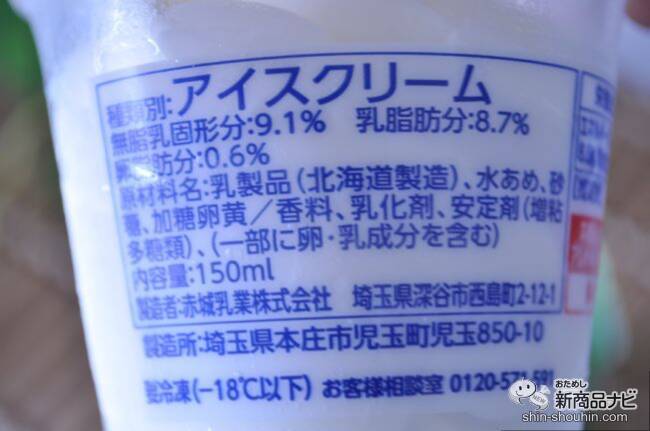 種類別:アイスクリーム
無脂乳固形分:9.1% 乳脂肪分:8.7%
卵脂肪分:0.6%
原材料名:乳製品(北海道製造)、水あめ、砂
糖、加糖卵黄/香料、乳化剤、安定剤(増粘
多糖類)、(一部に卵・乳成分を含む)
内容量:150ml
製造者:赤城乳業株式会社 埼玉県深谷市西島町2-12-1
製造所:埼玉県本庄市児玉町児玉850-10
要冷凍(−18℃以下) お客様相談室 0120-571-591
おためし
新商品ナビ
shin-shouhin.com
NEW